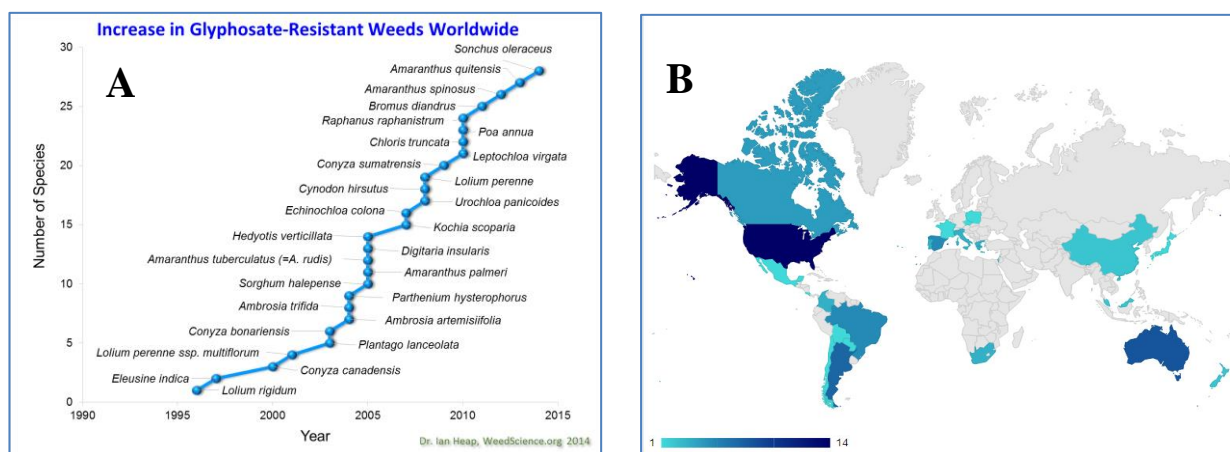 Increase in Glyphosate-Resistant Weeds Worldwide
A
30
25
20
15
10
5
0
Number of Species
Sonchus oleraceus
Amaranthus quitensis
Amaranthus spinosus
Bromus diandrus
Raphanus raphanistrum
Poa annua
Chloris truncata
Leptochloa virgata
Conyza sumatrensis
Lolium perenne
Cynodon hirsutus
Urochloa panicoides
Echinochloa colona
Kochia scoparia
Hedyotis verticillata
Digitaria insularis
Amaranthus tuberculatus (=A. rudis)
Amaranthus palmeri
Sorghum halepense
Parthenium hysterophorus
Ambrosia trifida
Ambrosia artemisiifolia
Conyza bonariensis
Plantago lanceolata
Lolium perenne ssp. multiflorum
Conyza canadensis
Eleusine indica
Lolium rigidum
1990 1995 2000 2005 2010 2015
Year
Dr. Ian Heap, WeedScience.org 2014
B
1 14